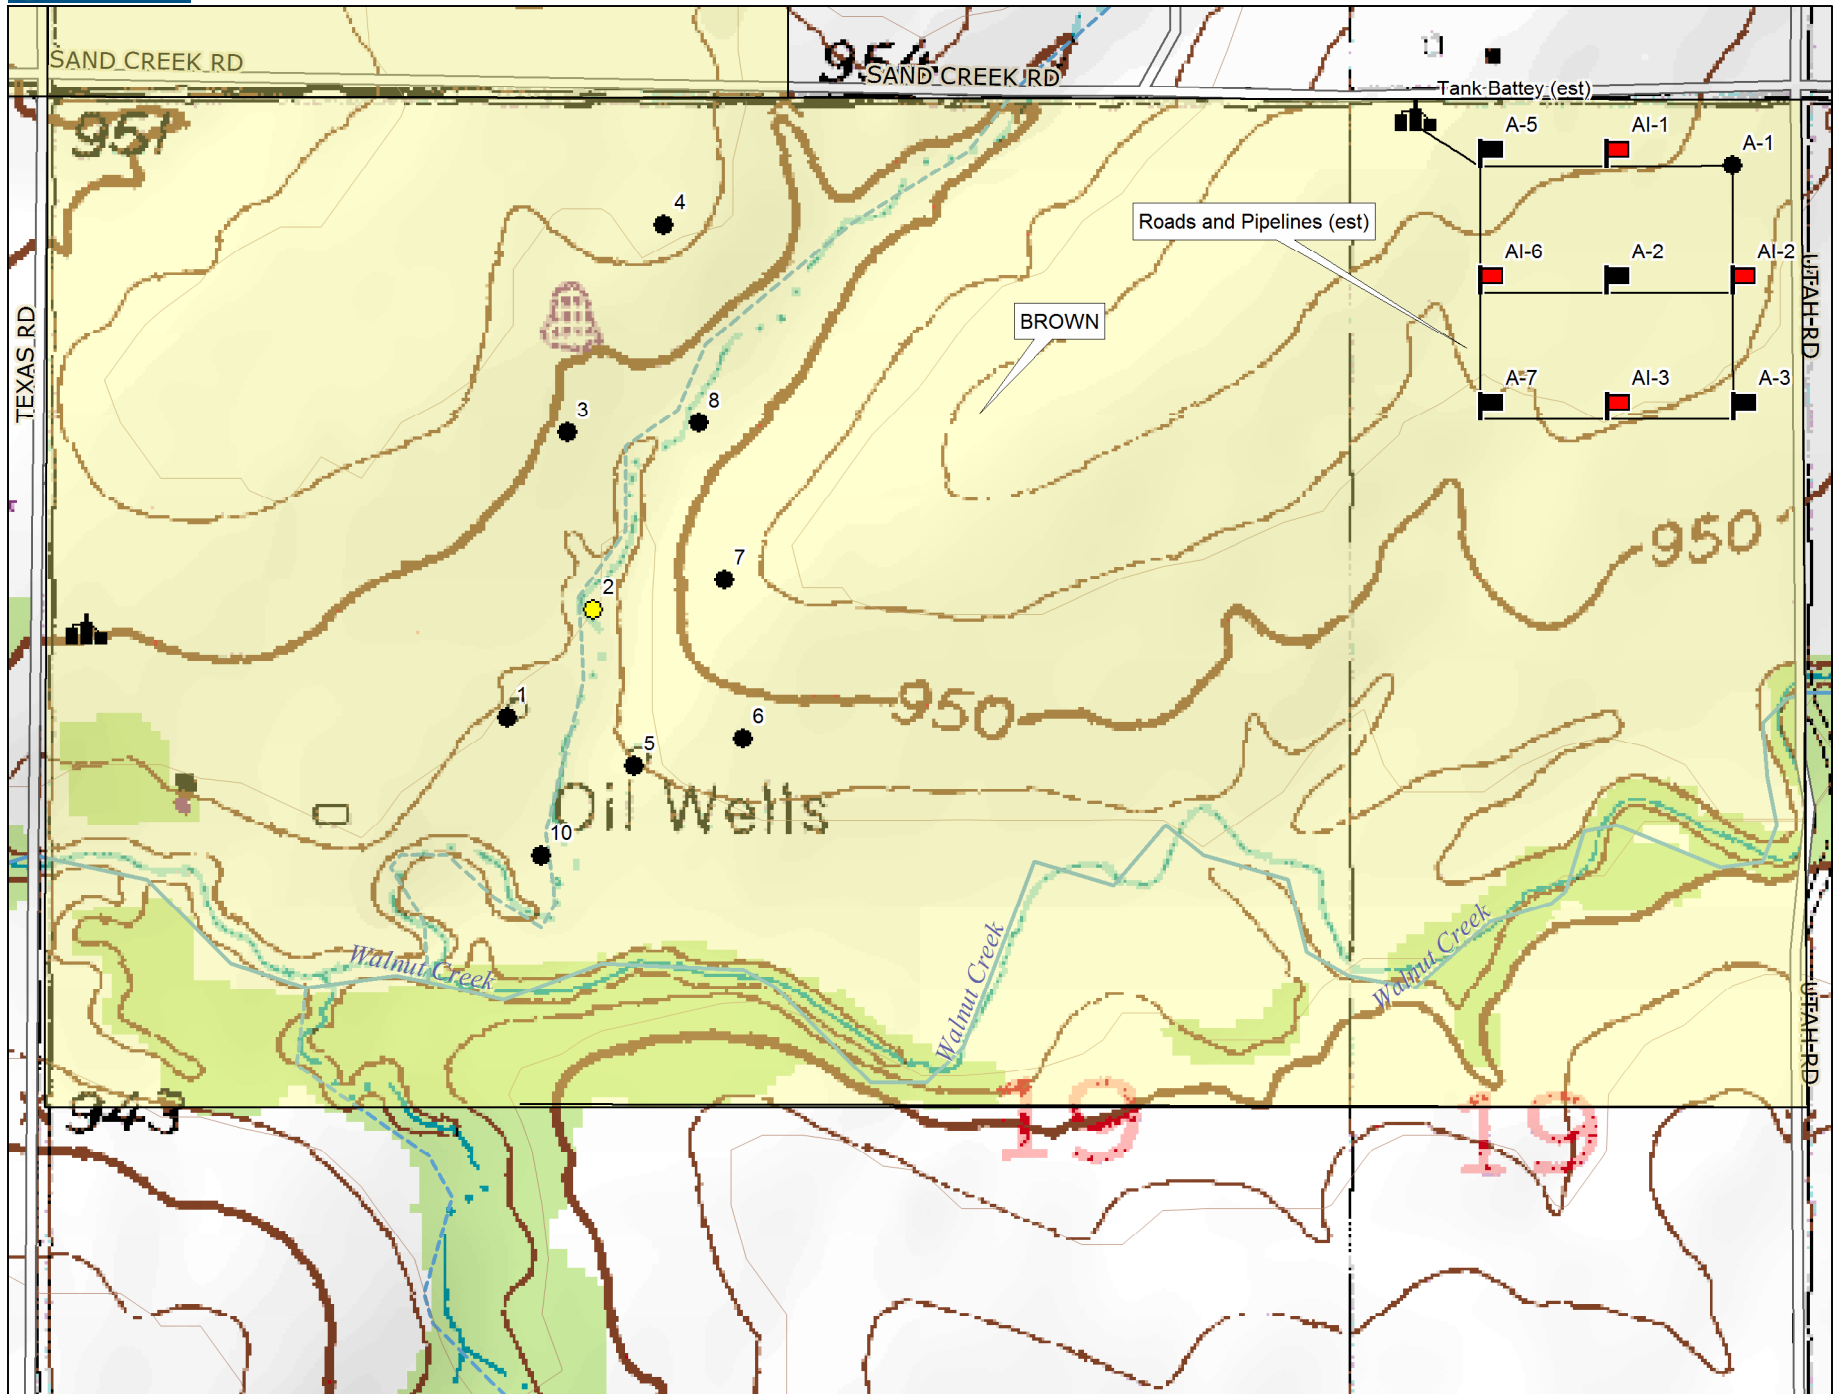 SAND CREEK RD
954
SAND CREEK RD
Tank Battey (est)
951
A-5
AI-1
A-1
4
Roads and Pipelines (est)
AI-6
A-2
AI-2
UTAH RD
TEXAS RD
BROWN
A-7
AI-3
A-3
3
8
950
7
2
1
950
6
5
Oil Wells
10
Walnut Creek
Walnut Creek
Walnut Creek
UTAH RD
943
19
19